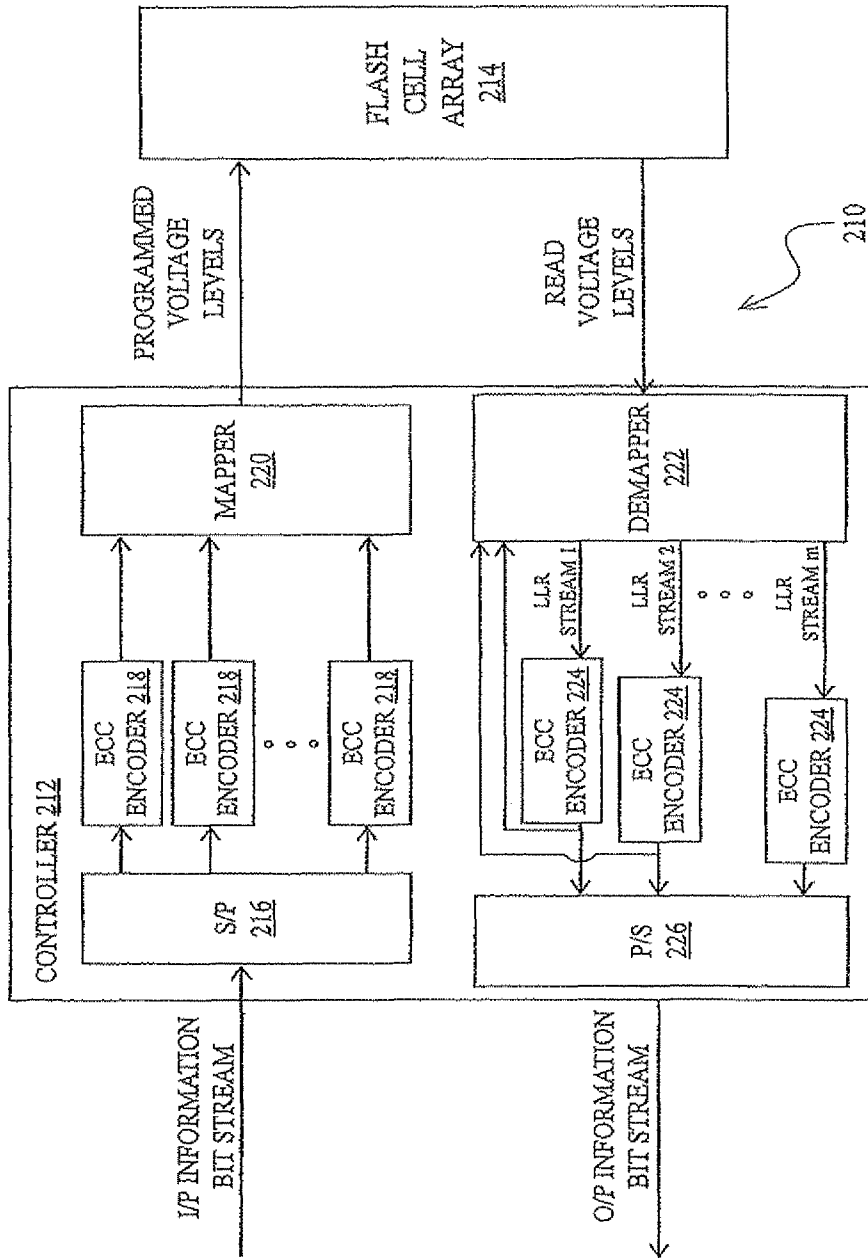 CONTROLLER 212
I/P INFORMATION
BIT STREAM
S/P
216
ECC
ENCODER 218
ECC
ENCODER 218
ECC
ENCODER 218
MAPPER
220
PROGRAMMED
VOLTAGE
LEVELS
FLASH
CELL
ARRAY
214
READ
VOLTAGE
LEVELS
DEMAPPER
222
LLR
STREAM 1
LLR
STREAM 2
LLR
STREAM m
ECC
ENCODER 224
ECC
ENCODER 224
ECC
ENCODER 224
P/S
226
O/P INFORMATION
BIT STREAM
210